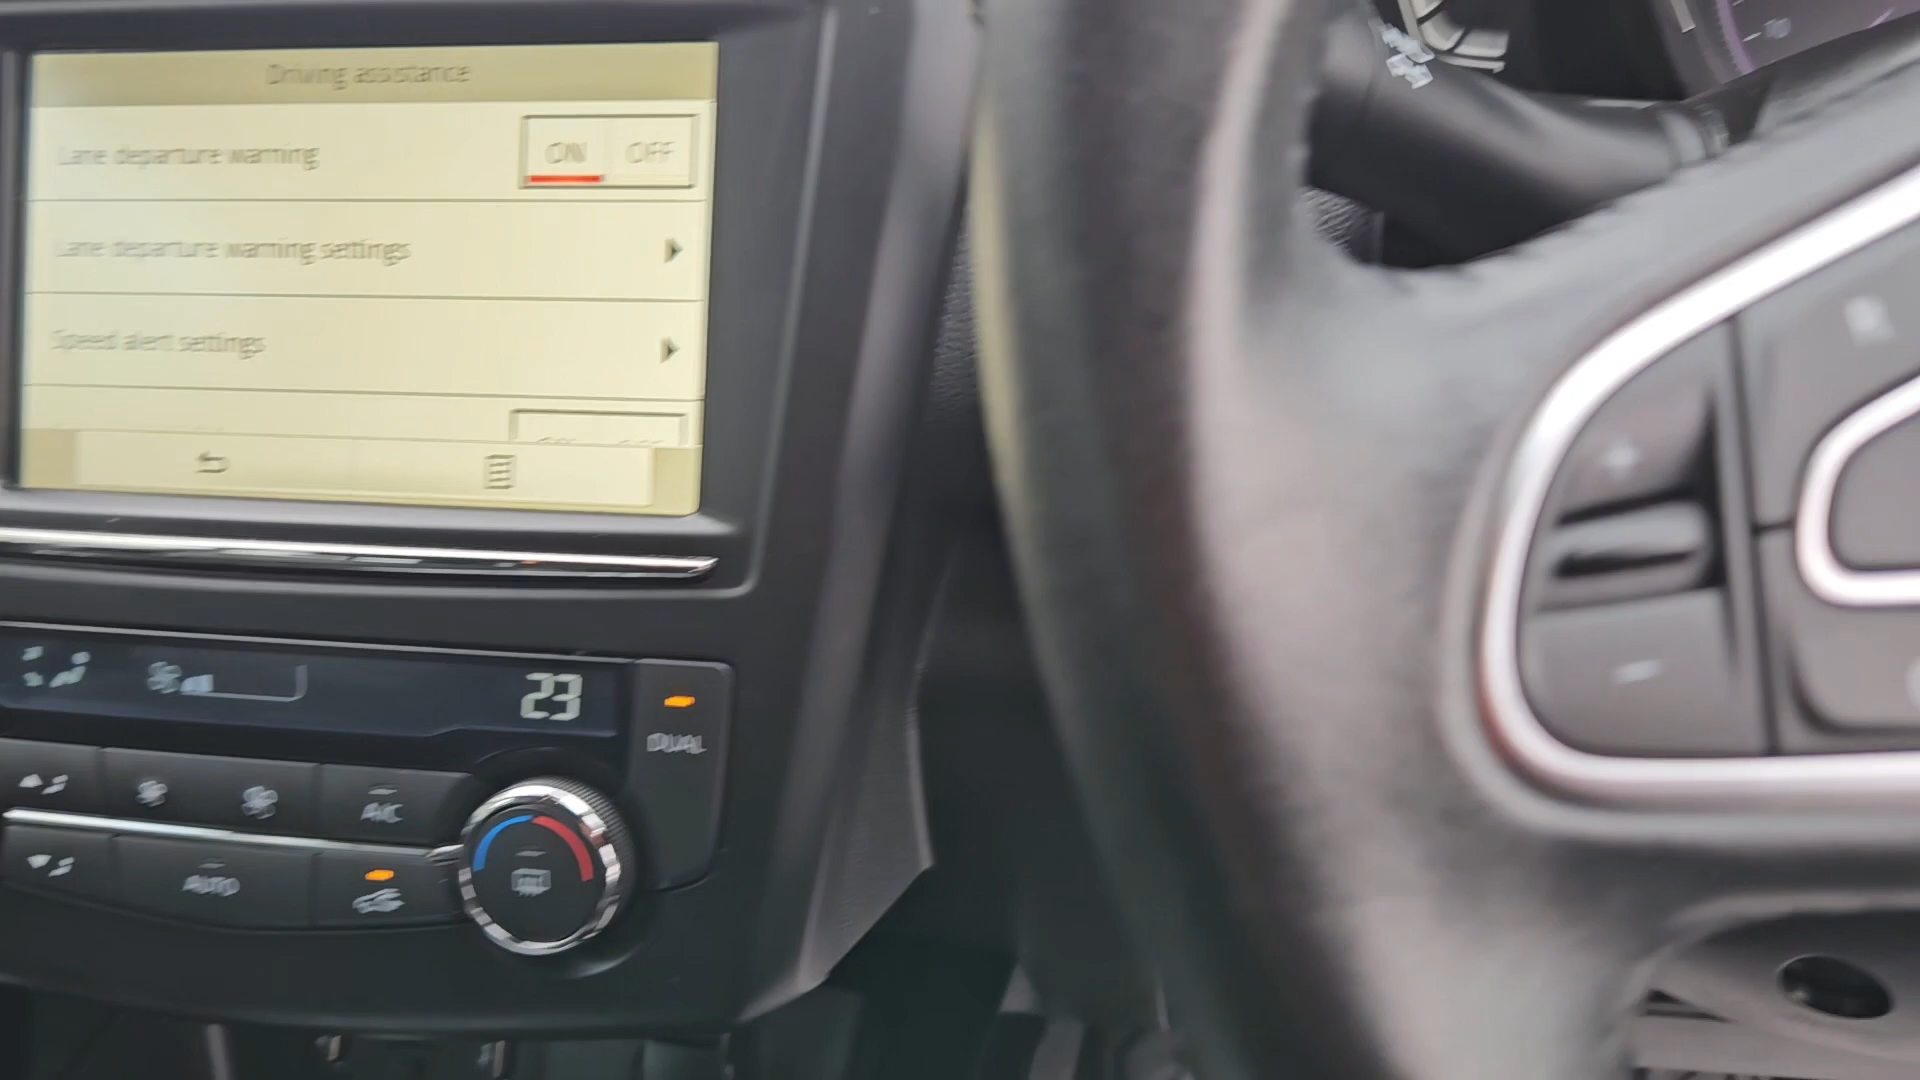 Driving assistance
Lane departure warning
ON OFF
Lane departure warning settings
Speed alert settings
23
DUAL
A/C
AUTO